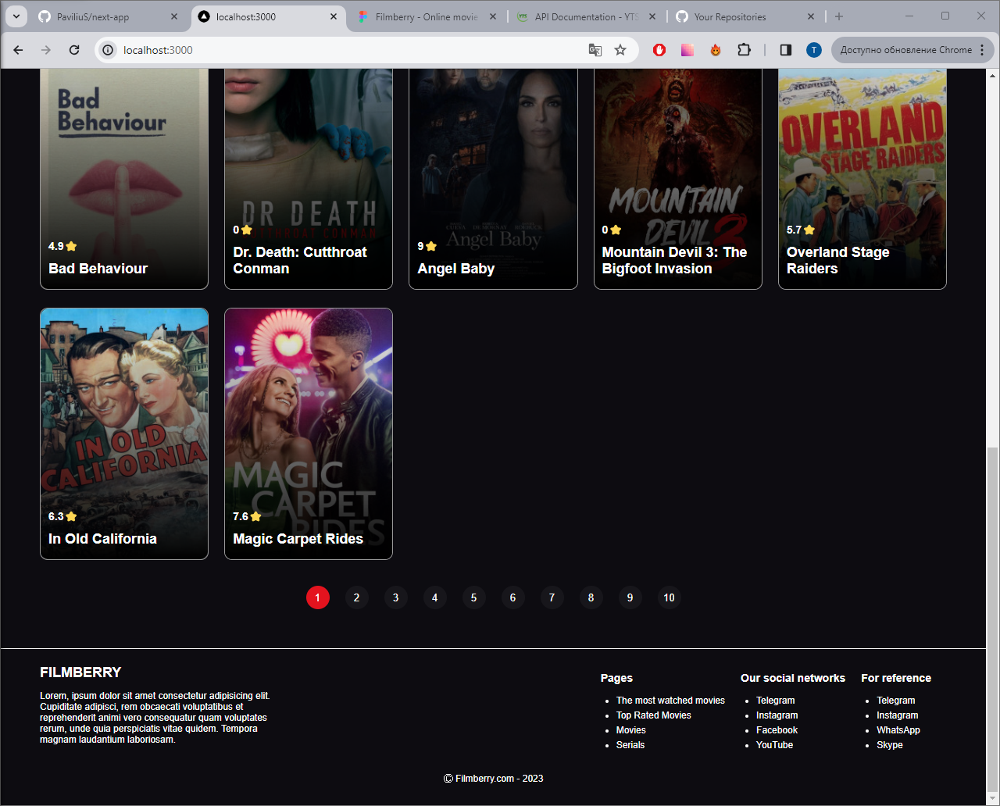 PaviliuS/next-app
localhost:3000
Filmberry - Online movie
API Documentation - YTS
Your Repositories
localhost:3000
T
Доступно обновление Chrome
Bad
Behaviour
4.9
Bad Behaviour
DR DEATH
CUTTHROAT CONMAN
0
Dr. Death: Cutthroat
Conman
Angel Baby
9
Angel Baby
MOUNTAIN
DEVIL 3
0
Mountain Devil 3: The
Bigfoot Invasion
OVERLAND
STAGE RAIDERS
5.7
Overland Stage
Raiders
IN OLD
CALIFORNIA
6.3
In Old California
MAGIC
CARPET
RIDES
7.6
Magic Carpet Rides
1 2 3 4 5 6 7 8 9 10
FILMBERRY
Lorem, ipsum dolor sit amet consectetur adipisicing elit.
Cupiditate adipisci, rem obcaecati voluptatibus et
reprehenderit animi vero consequatur quam voluptates
rerum, unde quia perspiciatis vitae quidem. Tempora
magnam laudantium laboriosam.
Pages
The most watched movies
Top Rated Movies
Movies
Serials
Our social networks
Telegram
Instagram
Facebook
YouTube
For reference
Telegram
Instagram
WhatsApp
Skype
© Filmberry.com - 2023